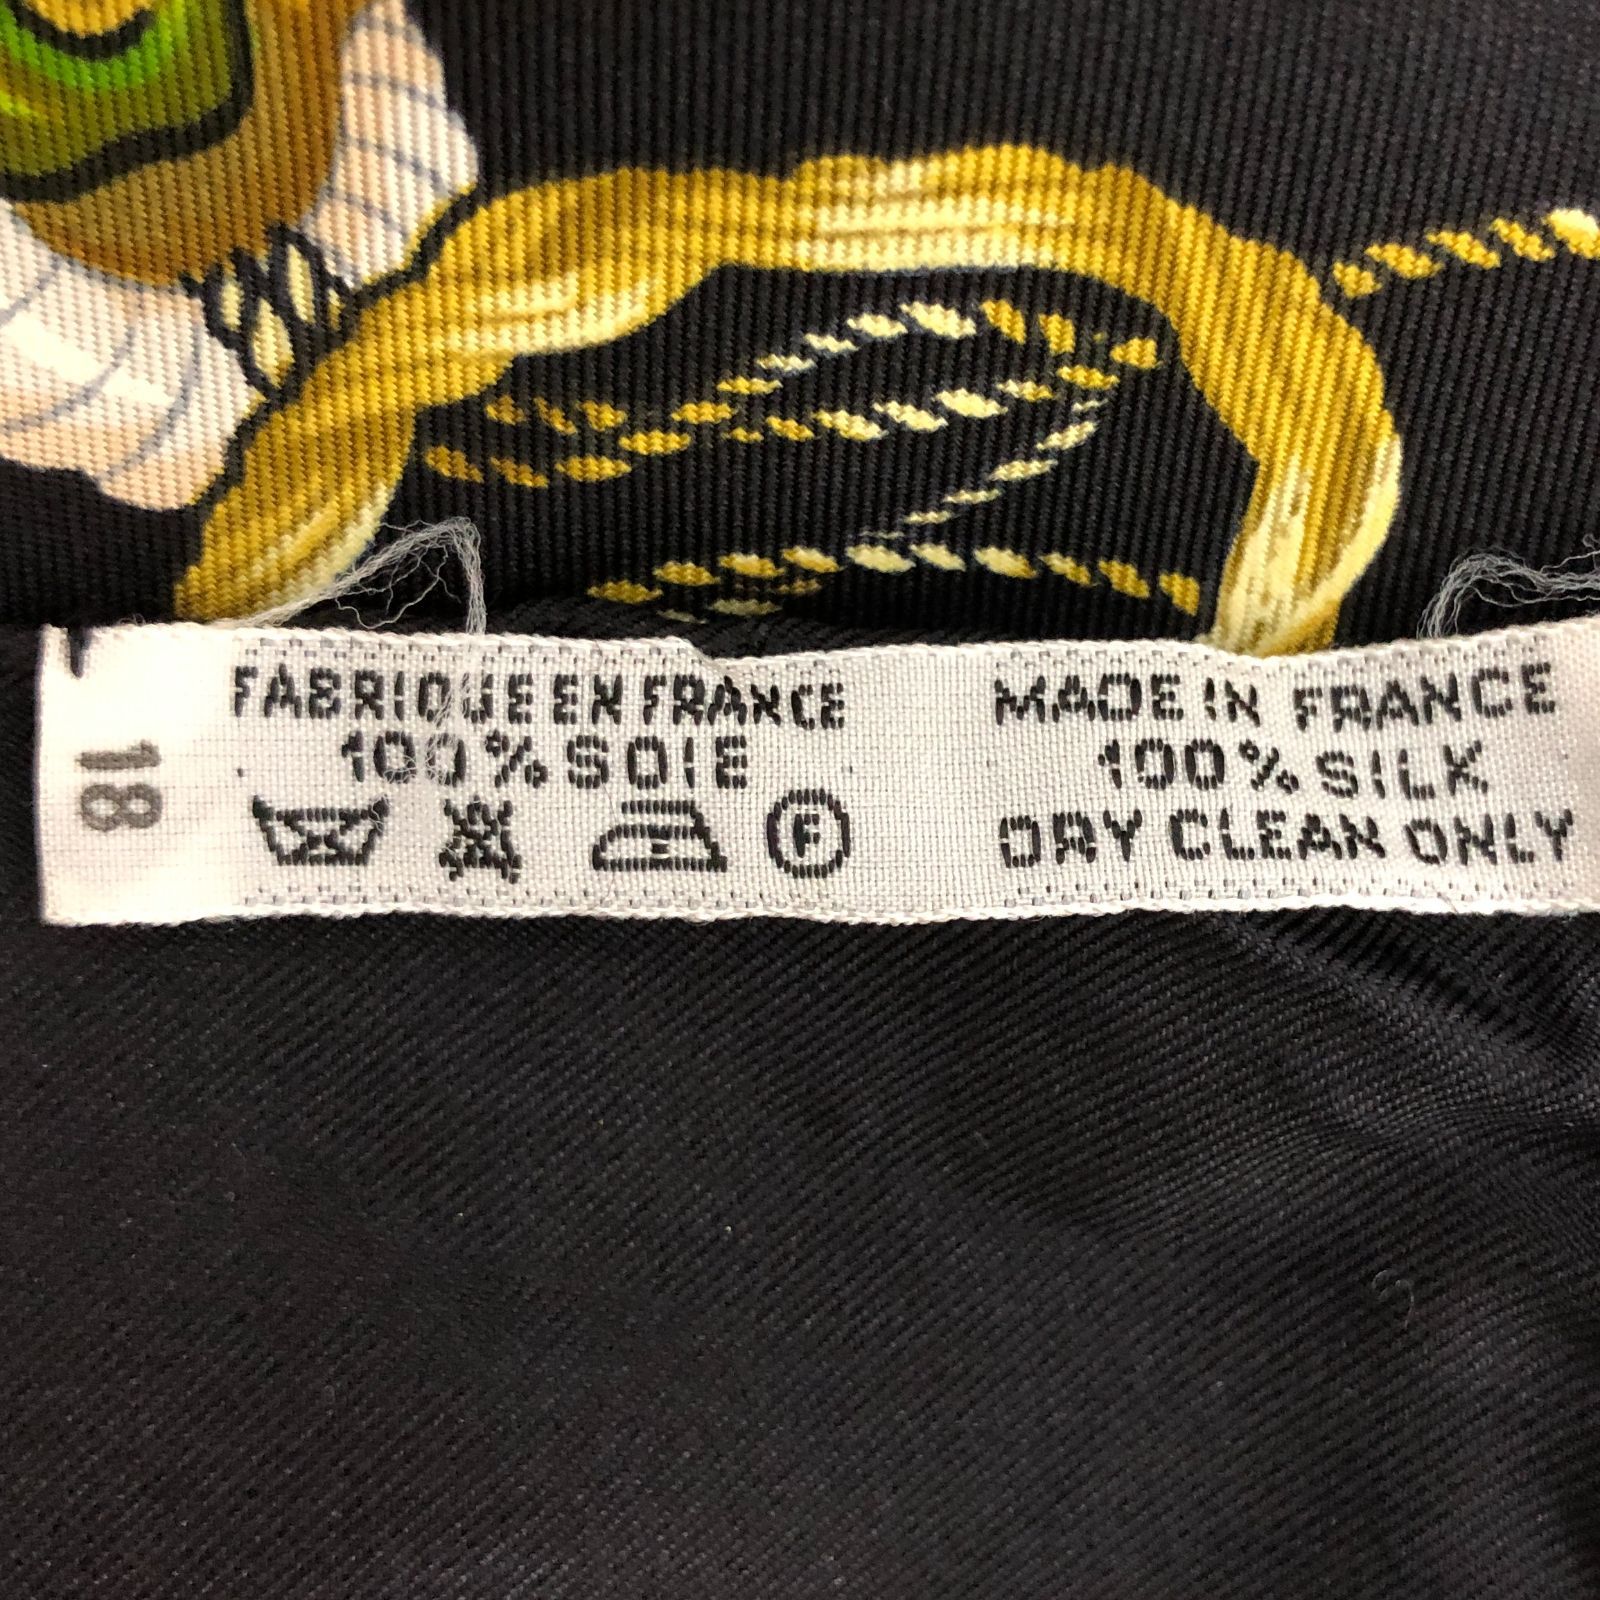 18
FABRIQUE EN FRANCE
100% SOIE
F
MADE IN FRANCE
100% SILK
DRY CLEAN ONLY